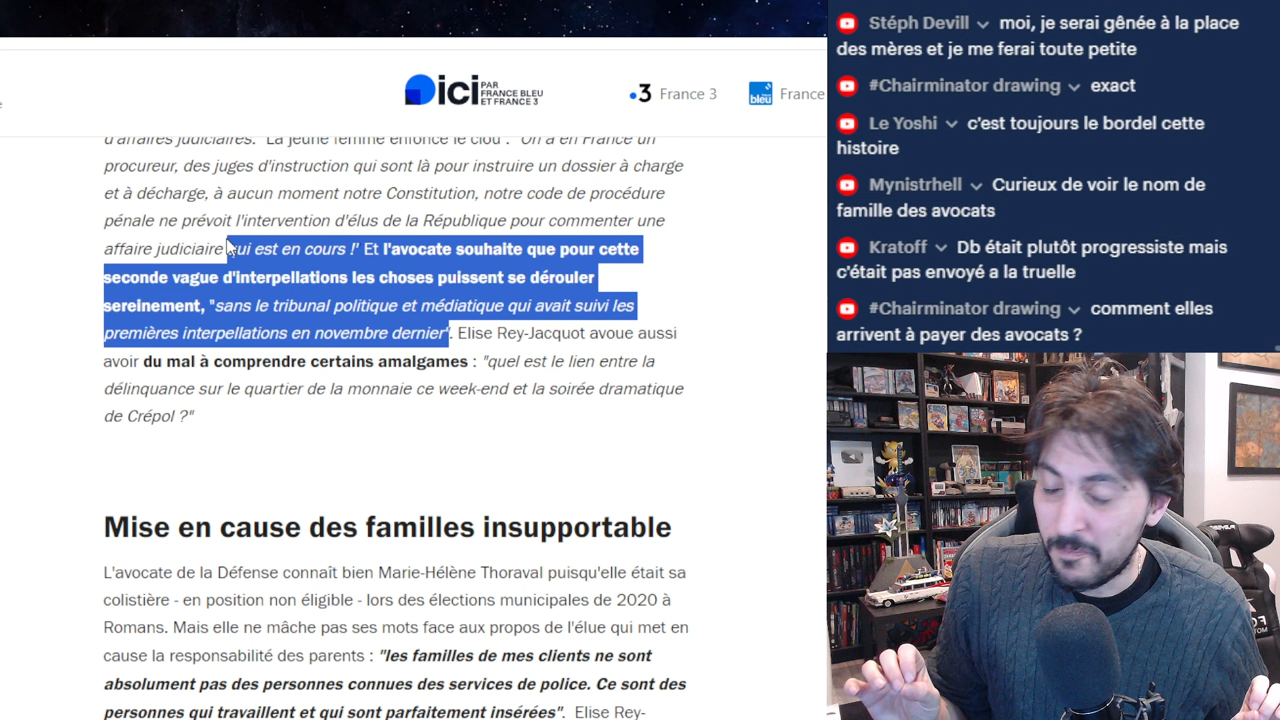 ici PAR
FRANCE BLEU
ET FRANCE 3
3 France 3
bleu France
d'affaires judiciaires." La jeune femme enfonce le clou : "On a en France un
procureur, des juges d'instruction qui sont là pour instruire un dossier à charge
et à décharge, à aucun moment notre Constitution, notre code de procédure
pénale ne prévoit l'intervention d'élus de la République pour commenter une
affaire judiciaire qui est en cours !" Et l'avocate souhaite que pour cette
seconde vague d'interpellations les choses puissent se dérouler
sereinement, "sans le tribunal politique et médiatique qui avait suivi les
premières interpellations en novembre dernier". Elise Rey-Jacquot avoue aussi
avoir du mal à comprendre certains amalgames : "quel est le lien entre la
délinquance sur le quartier de la monnaie ce week-end et la soirée dramatique
de Crépol ?"
Mise en cause des familles insupportable
L'avocate de la Défense connaît bien Marie-Hélène Thoraval puisqu'elle était sa
colistière - en position non éligible - lors des élections municipales de 2020 à
Romans. Mais elle ne mâche pas ses mots face aux propos de l'élue qui met en
cause la responsabilité des parents : "les familles de mes clients ne sont
absolument pas des personnes connues des services de police. Ce sont des
personnes qui travaillent et qui sont parfaitement insérées". Elise Rey-
Stéph Devill moi, je serai gênée à la place
des mères et je me ferai toute petite
#Chairminator drawing exact
Le Yoshi c'est toujours le bordel cette
histoire
Mynistrhell Curieux de voir le nom de
famille des avocats
Kratoff Db était plutôt progressiste mais
c'était pas envoyé a la truelle
#Chairminator drawing comment elles
arrivent à payer des avocats ?